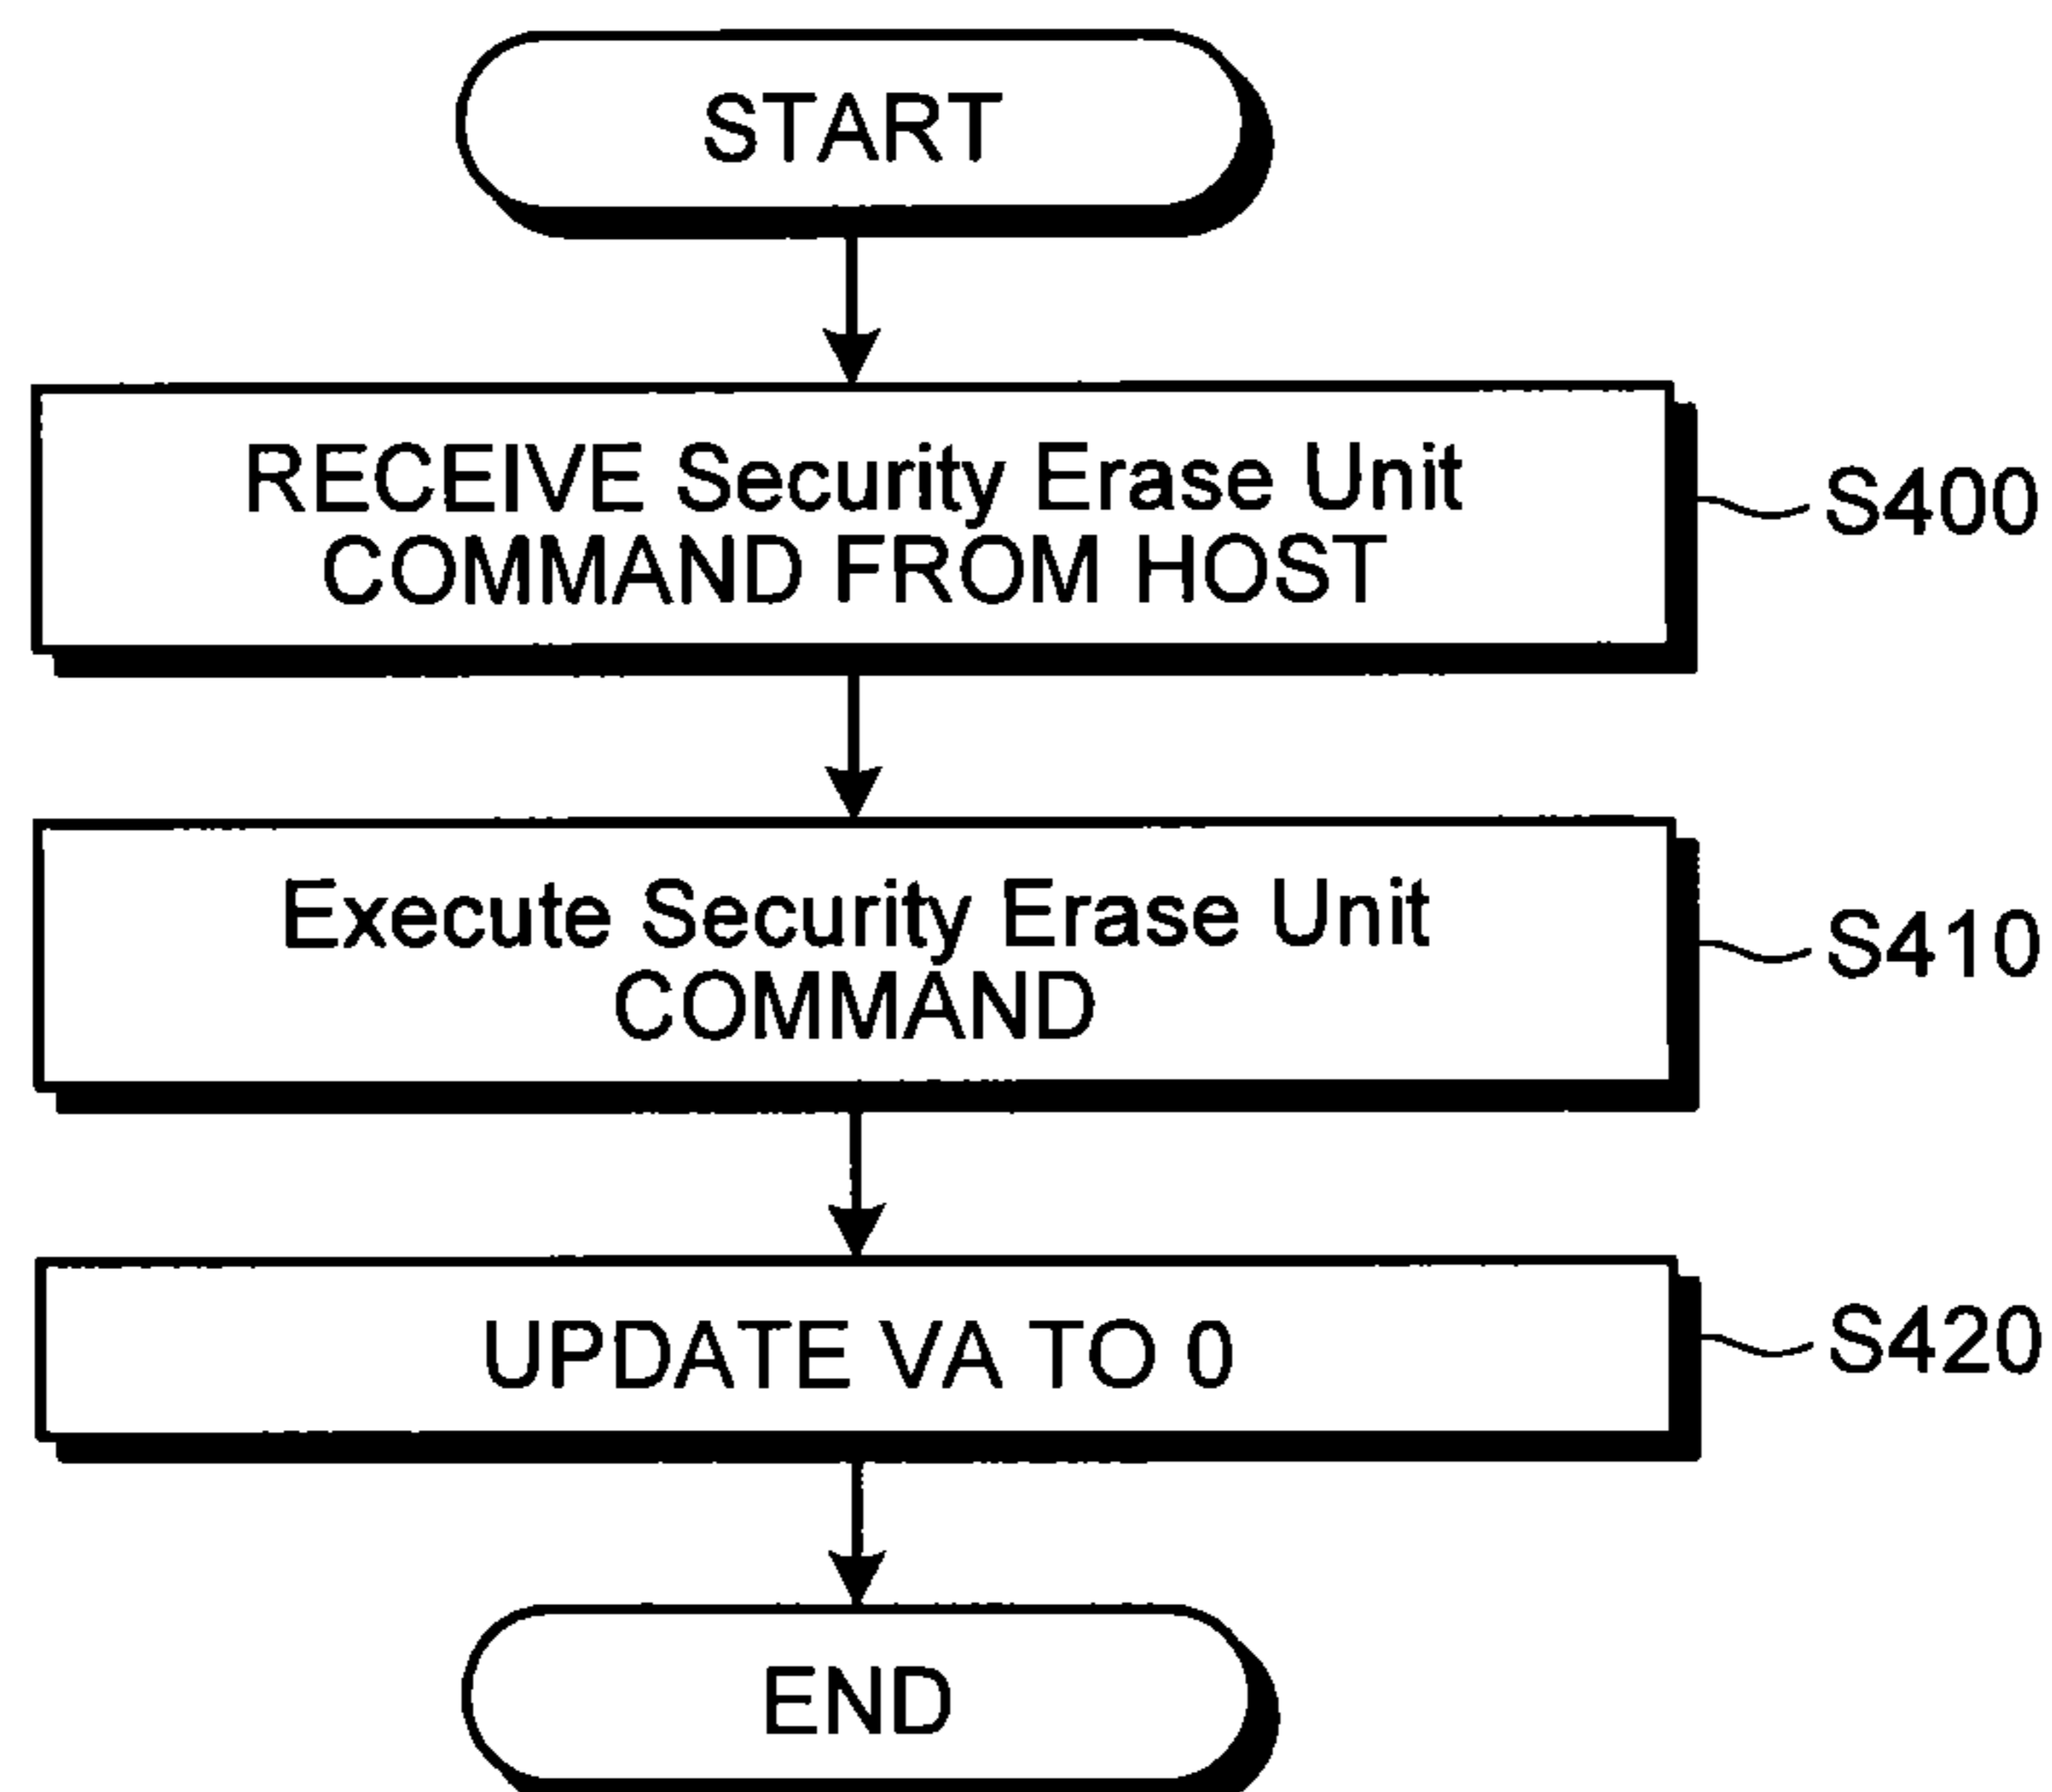 START
RECEIVE Security Erase Unit
COMMAND FROM HOST
S400
Execute Security Erase Unit
COMMAND
S410
UPDATE VA TO 0
S420
END